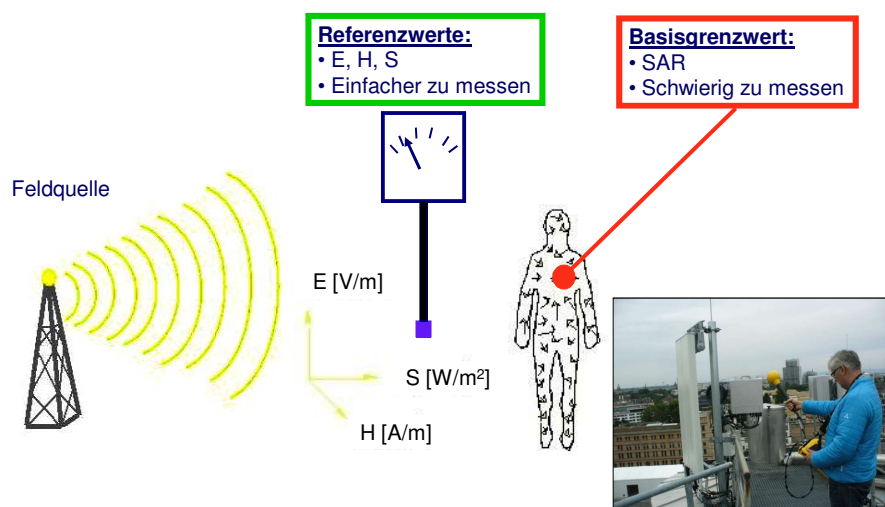 Referenzwerte:
• E, H, S
• Einfacher zu messen
Basisgrenzwert:
• SAR
• Schwierig zu messen
Feldquelle
E [V/m]
S [W/m²]
H [A/m]